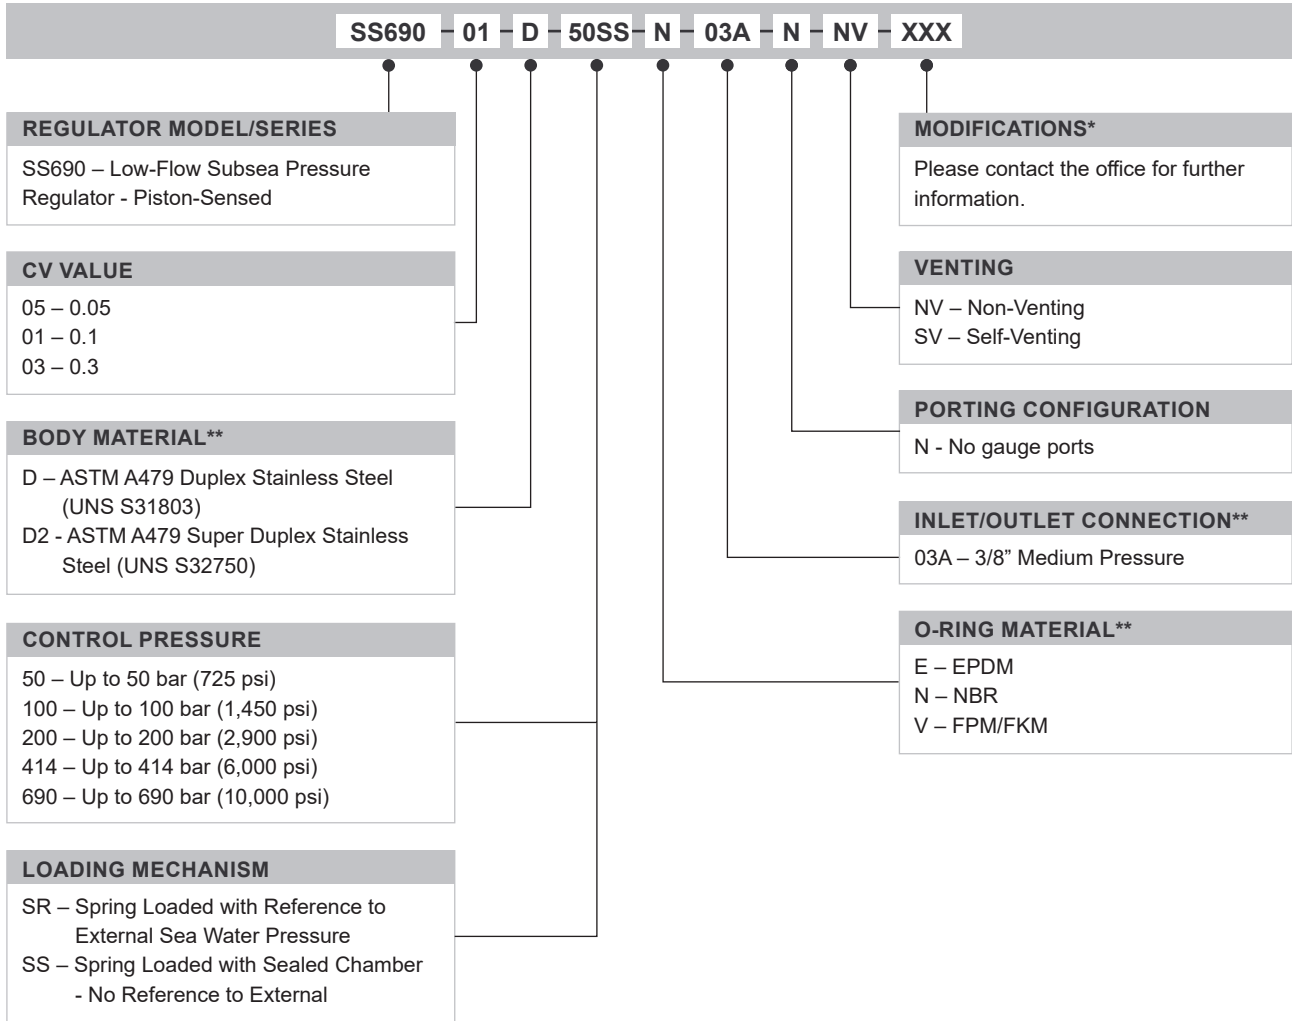 SS690 01 D 50SS N 03A N NV XXX
REGULATOR MODEL/SERIES
SS690 – Low-Flow Subsea Pressure
Regulator - Piston-Sensed
CV VALUE
05 – 0.05
01 – 0.1
03 – 0.3
BODY MATERIAL**
D – ASTM A479 Duplex Stainless Steel
(UNS S31803)
D2 - ASTM A479 Super Duplex Stainless
Steel (UNS S32750)
CONTROL PRESSURE
50 – Up to 50 bar (725 psi)
100 – Up to 100 bar (1,450 psi)
200 – Up to 200 bar (2,900 psi)
414 – Up to 414 bar (6,000 psi)
690 – Up to 690 bar (10,000 psi)
LOADING MECHANISM
SR – Spring Loaded with Reference to
External Sea Water Pressure
SS – Spring Loaded with Sealed Chamber
- No Reference to External
MODIFICATIONS*
Please contact the office for further
information.
VENTING
NV – Non-Venting
SV – Self-Venting
PORTING CONFIGURATION
N - No gauge ports
INLET/OUTLET CONNECTION**
03A – 3/8” Medium Pressure
O-RING MATERIAL**
E – EPDM
N – NBR
V – FPM/FKM